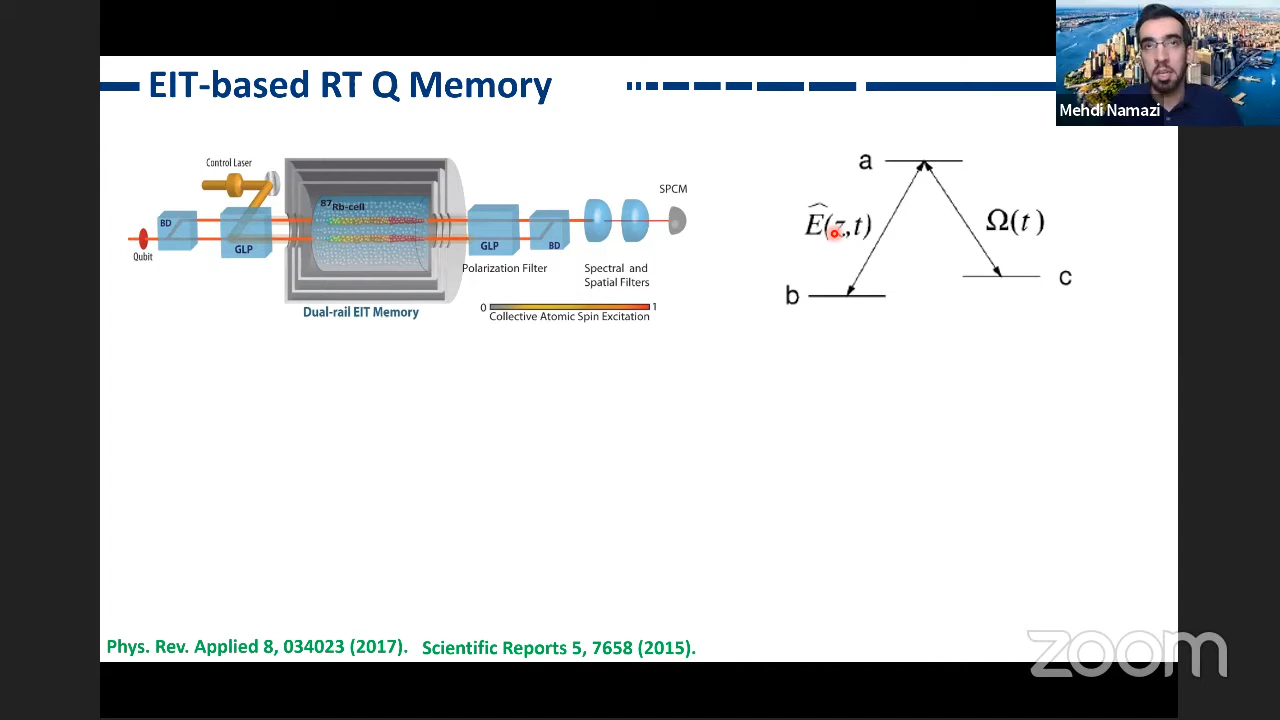 EIT-based RT Q Memory
Mehdi Namazi
Control Laser
BD
Qubit
GLP
87Rb-cell
GLP
BD
SPCM
Polarization Filter
Spectral and
Spatial Filters
Dual-rail EIT Memory
0 1
Collective Atomic Spin Excitation
a
Ê(z,t)
Ω(t)
b
c
Phys. Rev. Applied 8, 034023 (2017). Scientific Reports 5, 7658 (2015).
zoom